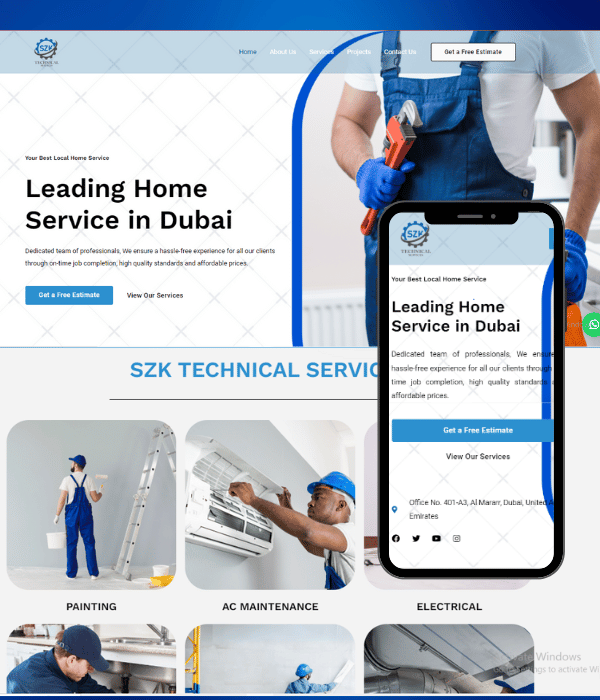 SZK
TECHNICAL
Home About Us Services Projects Contact Us Get a Free Estimate
Your Best Local Home Service
Leading Home
Service in Dubai
Dedicated team of professionals, We ensure a hassle-free experience for all our clients
through on-time job completion, high quality standards and affordable prices.
Get a Free Estimate View Our Services
SZK TECHNICAL SERVIC
PAINTING
AC MAINTENANCE
ELECTRICAL
SZK
TECHNICAL
Your Best Local Home Service
Leading Home
Service in Dubai
Dedicated team of professionals, We ensure
hassle-free experience for all our clients through
time job completion, high quality standards
affordable prices.
Get a Free Estimate
View Our Services
Office No. 401-A3, Al Mararr, Dubai, United A
Emirates
Windows
to activate Wi